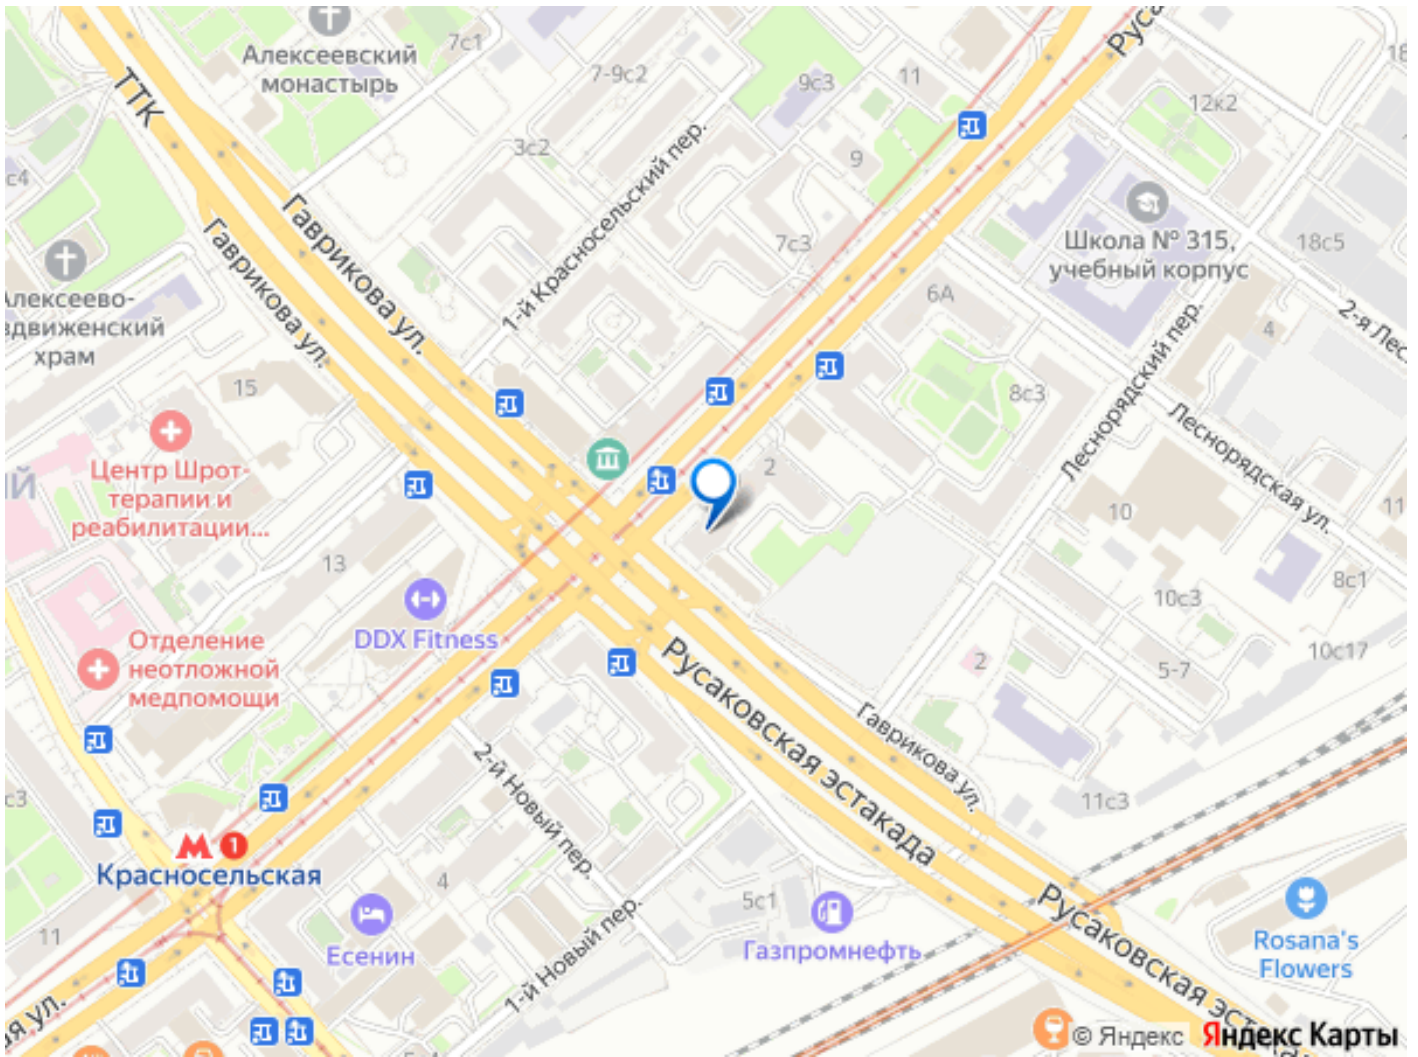 Алексеевский
монастырь
7с1
7-9с2
9с3
11
12к2
18
ТТК
3с2
1-й Красносельский пер.
9
с4
Гаврикова ул.
Гаврикова ул.
7с3
Школа № 315,
учебный корпус
18с5
6А
4
2-я Лес
Алексеево-
здвиженский
храм
15
8с3
Леснорядский пер.
Леснорядская ул.
Центр Шрот-
терапии и
реабилитации...
ИЙ
2
10
11
13
8с1
10с3
DDX Fitness
Отделение
неотложной
медпомощи
2
5-7
10с17
Русаковская эстакада
Гаврикова ул.
2-й Новый пер.
11с3
с3
М 1
Красносельская
4
5с1
Газпромнефть
Есенин
1-й Новый пер.
11
Русаковская эст
Rosana's
Flowers
ая ул.
© Яндекс Яндекс Карты